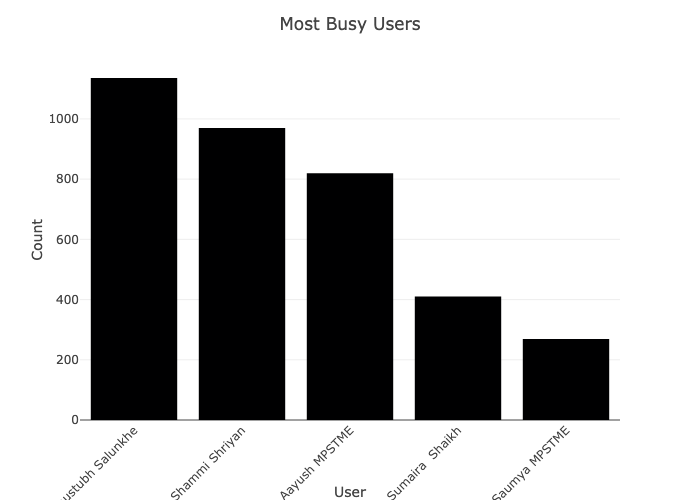 Most Busy Users
Count
1000
800
600
400
200
0
Salunkhe
Shammi Shriyan
Aayush MPSTME
Sumaira  Shaikh
Saumya MPSTME
User